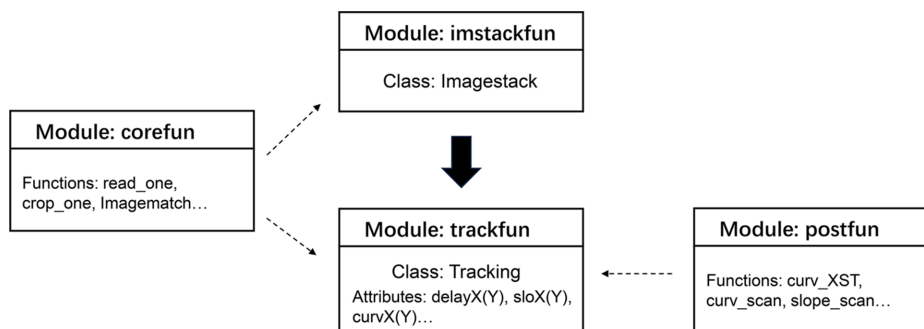 Module: imstackfun
Class: Imagestack
Module: corefun
Functions: read_one,
crop_one, Imagematch…
Module: trackfun
Class: Tracking
Attributes: delayX(Y), sloX(Y),
curvX(Y)…
Module: postfun
Functions: curv_XST,
curv_scan, slope_scan…